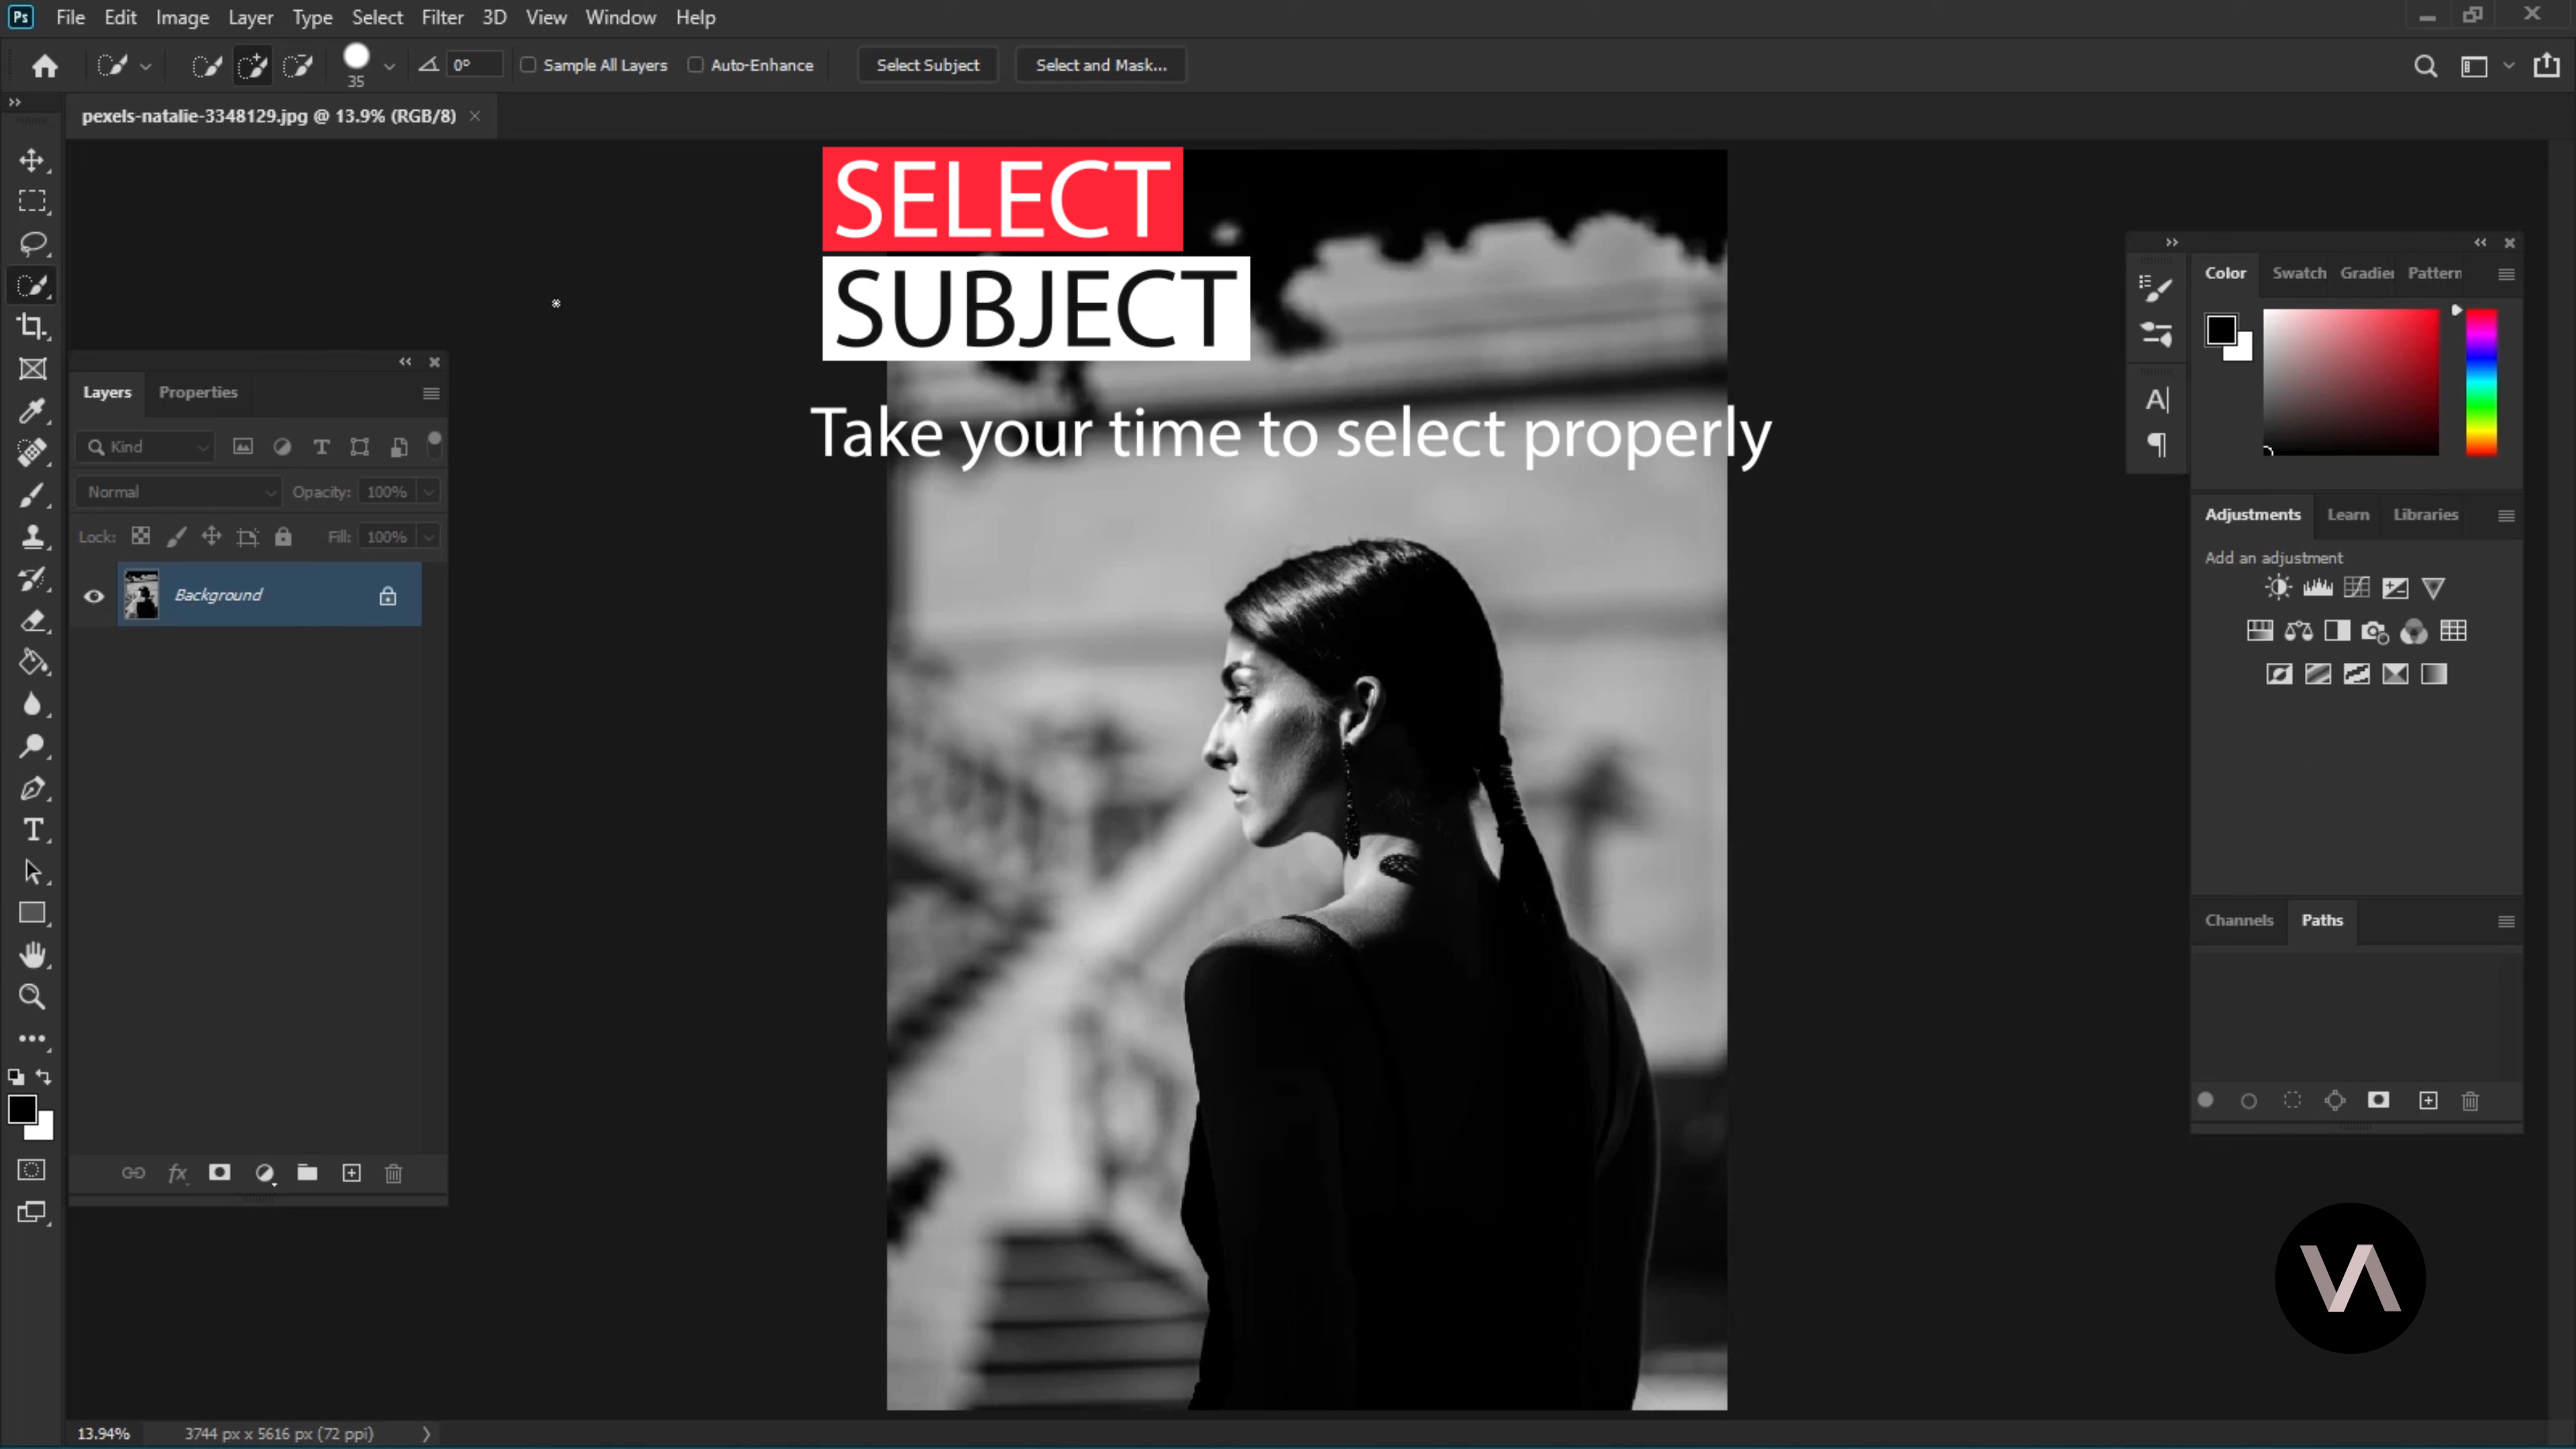 Ps File Edit Image Layer Type Select Filter 3D View Window Help
35 0° Sample All Layers Auto-Enhance Select Subject Select and Mask...
pexels-natalie-3348129.jpg @ 13.9% (RGB/8)
SELECT
SUBJECT
Take your time to select properly
Layers Properties
Kind
Normal Opacity: 100%
Lock: Fill: 100%
Background
fx
Color Swatch Gradie Pattern
Adjustments Learn Libraries
Add an adjustment
Channels Paths
VA
13.94% 3744 px x 5616 px (72 ppi)